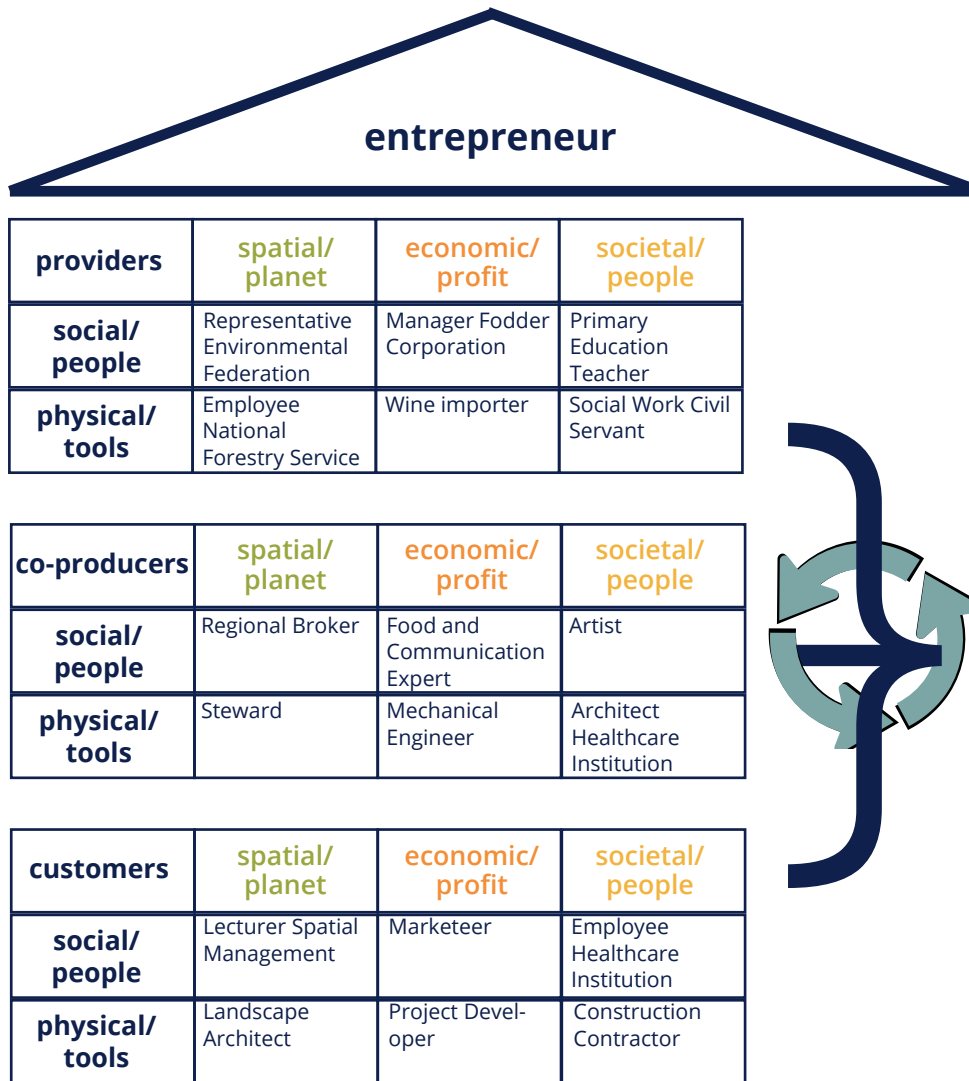 entrepreneur
providers
spatial/
planet
economic/
profit
societal/
people
social/
people
Representative
Environmental
Federation
Manager Fodder
Corporation
Primary
Education
Teacher
physical/
tools
Employee
National
Forestry Service
Wine importer
Social Work Civil
Servant
co-producers
spatial/
planet
economic/
profit
societal/
people
social/
people
Regional Broker
Food and
Communication
Expert
Artist
physical/
tools
Steward
Mechanical
Engineer
Architect
Healthcare
Institution
customers
spatial/
planet
economic/
profit
societal/
people
social/
people
Lecturer Spatial
Management
Marketeer
Employee
Healthcare
Institution
physical/
tools
Landscape
Architect
Project Devel-
oper
Construction
Contractor